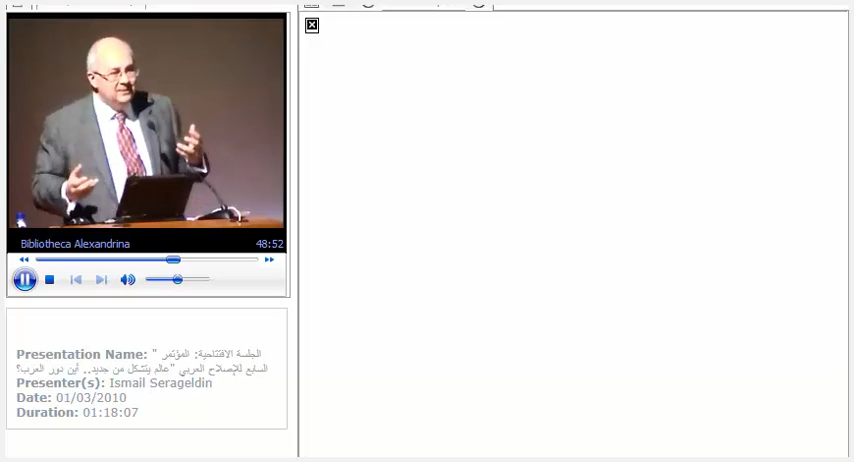 Bibliotheca Alexandrina
48:52
Presentation Name: " الجلسة الافتتاحية: المؤتمر
السابع للإصلاح العربي "عالم يتشكل من جديد.. أين دور العرب؟
Presenter(s): Ismail Serageldin
Date: 01/03/2010
Duration: 01:18:07